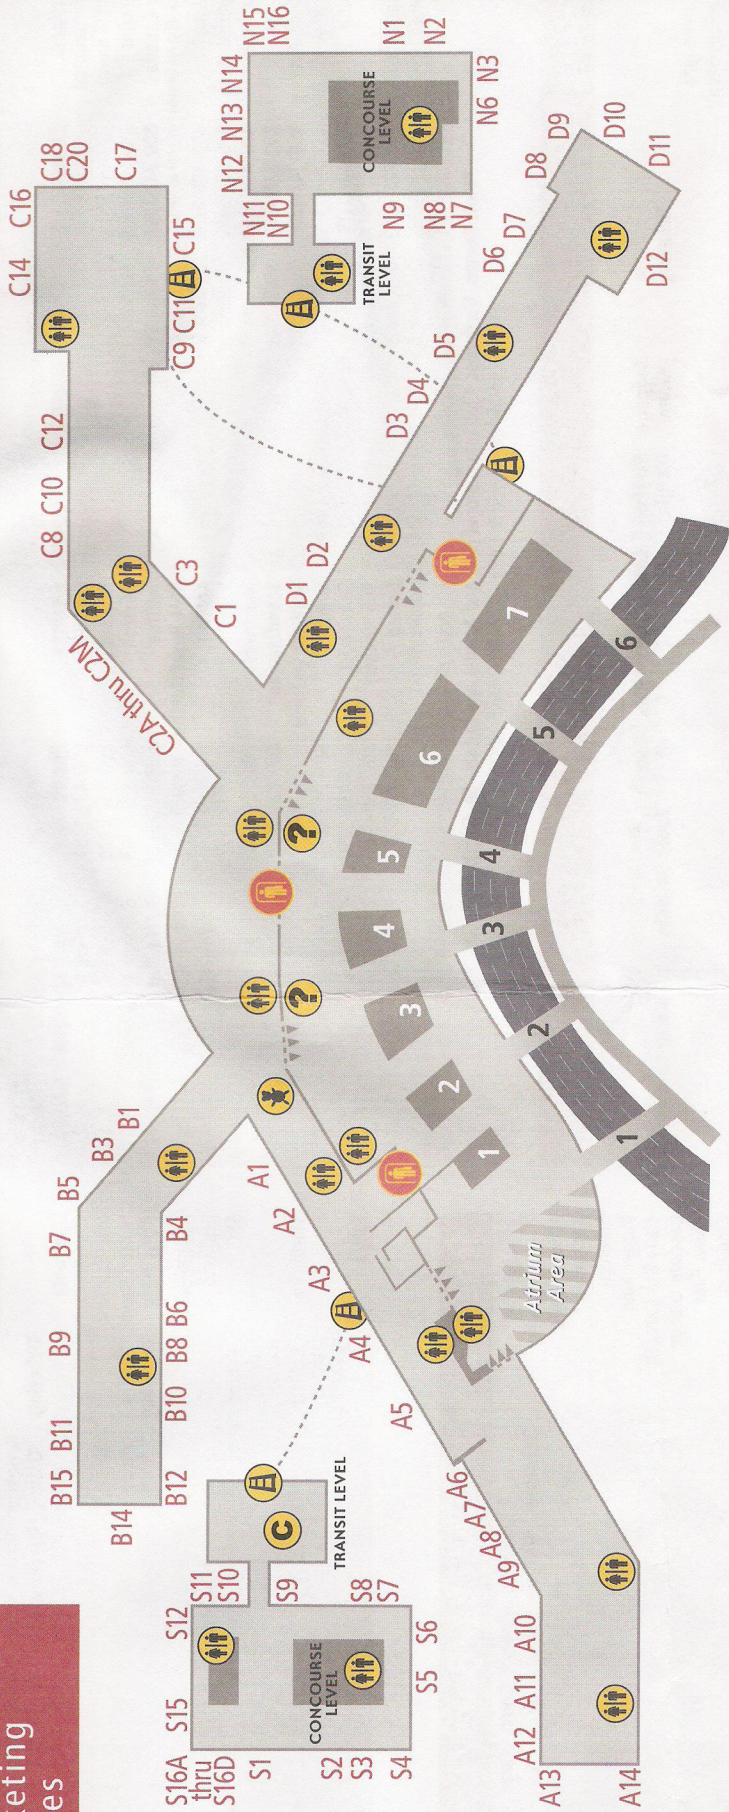 eting
es
S16A
thru
S16D
S15
S12
S11
S10
S1
S9
S2
S3
S4
S8
S7
S5
S6
CONCOURSE
LEVEL
TRANSIT LEVEL
C
B15
B11
B9
B7
B5
B3
B1
B14
B12
B10
B8
B6
B4
A1
A2
A3
A4
A5
A6
A7
A8
A9
A10
A11
A12
A13
A14
Atrium
Area
1
2
3
4
5
6
7
1
2
3
4
5
6
?
?
C2A thru C2M
C1
C3
C8
C10
C12
C14
C16
C18
C20
C17
C15
C11
C9
D1
D2
D3
D4
D5
D6
D7
D8
D9
D10
D11
D12
TRANSIT
LEVEL
N11
N10
N12
N13
N14
N15
N16
N1
N2
N3
N6
N9
N8
N7
CONCOURSE
LEVEL